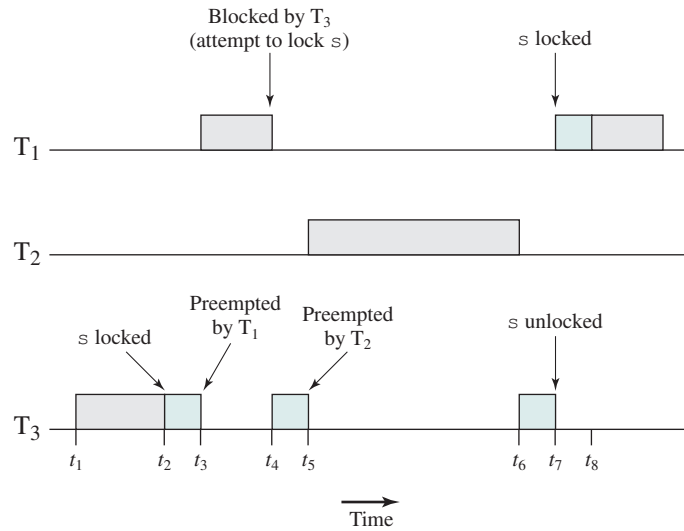 Blocked by T3
(attempt to lock s)
s locked
T1
T2
s locked
Preempted
by T1
Preempted
by T2
s unlocked
T3
t1 t2 t3 t4 t5 t6 t7 t8
Time